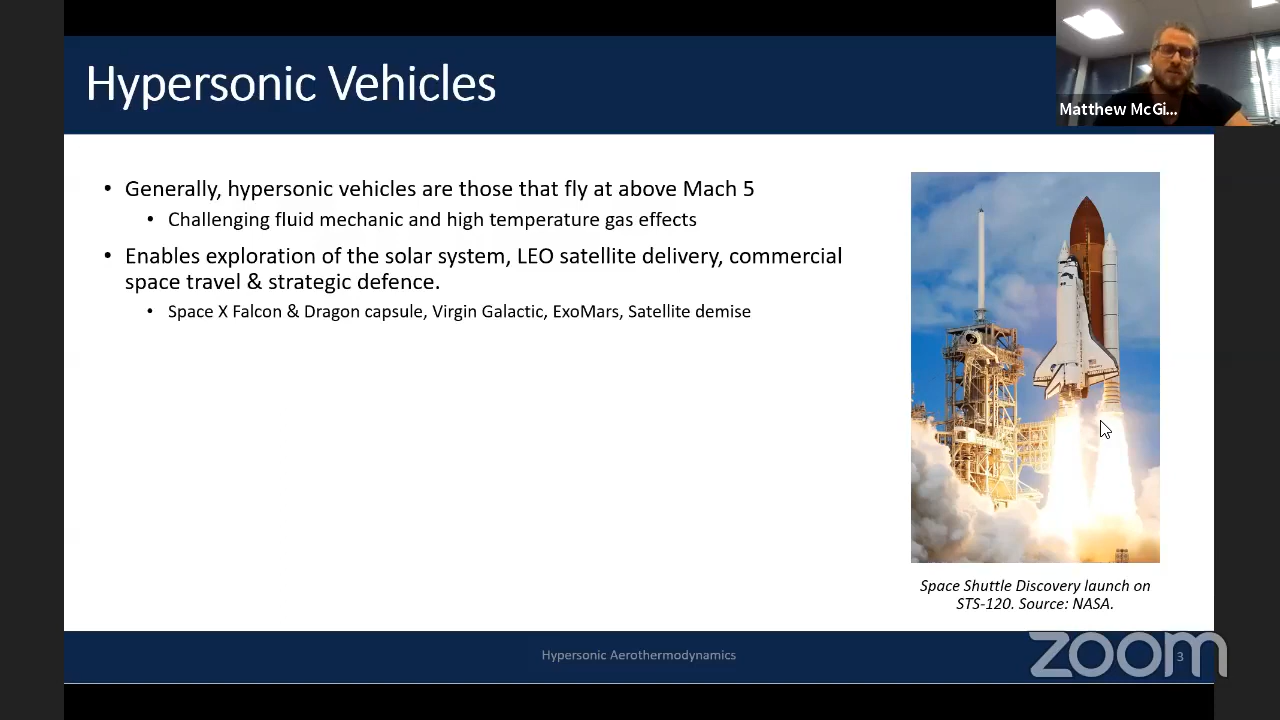 Hypersonic Vehicles
Matthew McGi...
• Generally, hypersonic vehicles are those that fly at above Mach 5
• Challenging fluid mechanic and high temperature gas effects
• Enables exploration of the solar system, LEO satellite delivery, commercial
space travel & strategic defence.
• Space X Falcon & Dragon capsule, Virgin Galactic, ExoMars, Satellite demise
Space Shuttle Discovery launch on
STS-120. Source: NASA.
Hypersonic Aerothermodynamics
zoom
3